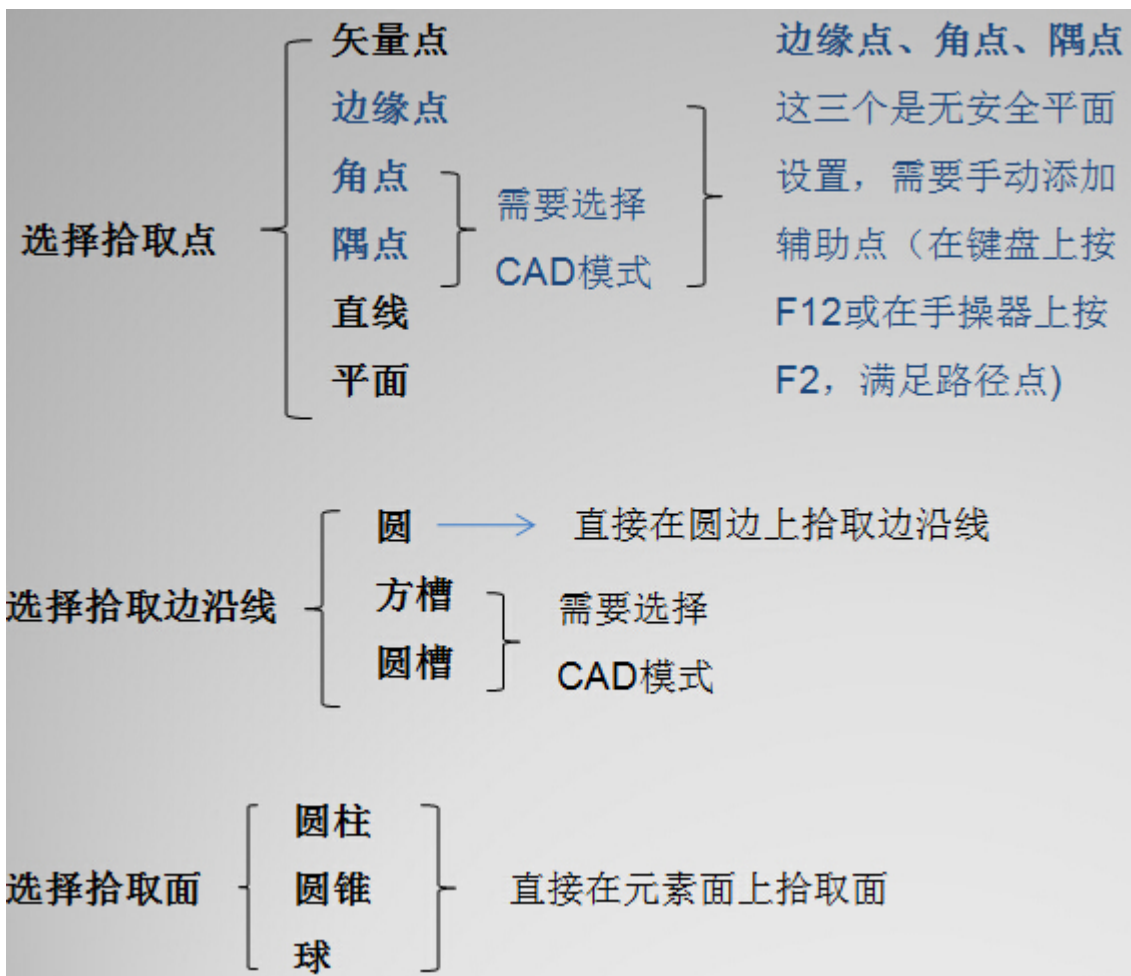 选择拾取点
矢量点
边缘点
角点
隅点
直线
平面
需要选择
CAD模式
边缘点、角点、隅点
这三个是无安全平面
设置，需要手动添加
辅助点（在键盘上按
F12或在手操器上按
F2，满足路径点)
选择拾取边沿线
圆
方槽
圆槽
直接在圆边上拾取边沿线
需要选择
CAD模式
选择拾取面
圆柱
圆锥
球
直接在元素面上拾取面